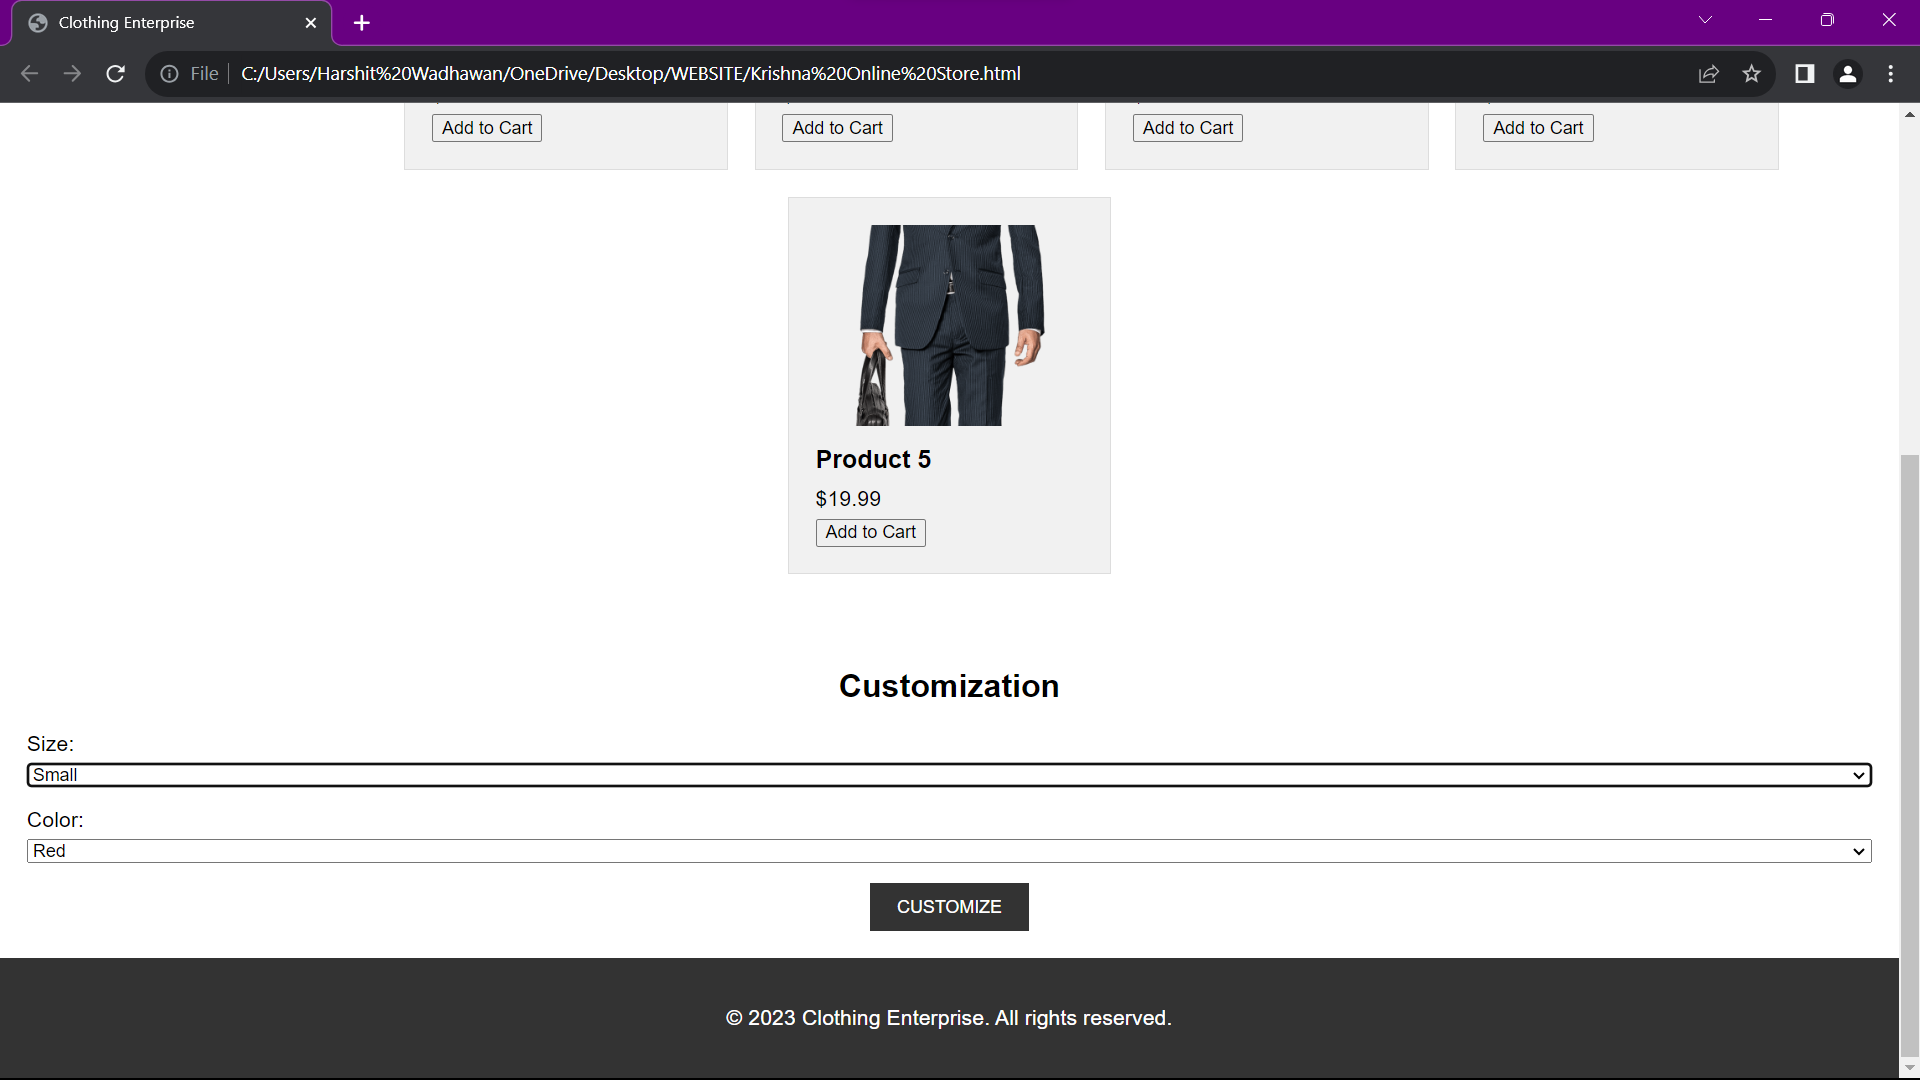 Clothing Enterprise
File C:/Users/Harshit%20Wadhawan/OneDrive/Desktop/WEBSITE/Krishna%20Online%20Store.html
Add to Cart Add to Cart Add to Cart Add to Cart
Product 5
$19.99
Add to Cart
Customization
Size:
Small
Color:
Red
CUSTOMIZE
© 2023 Clothing Enterprise. All rights reserved.